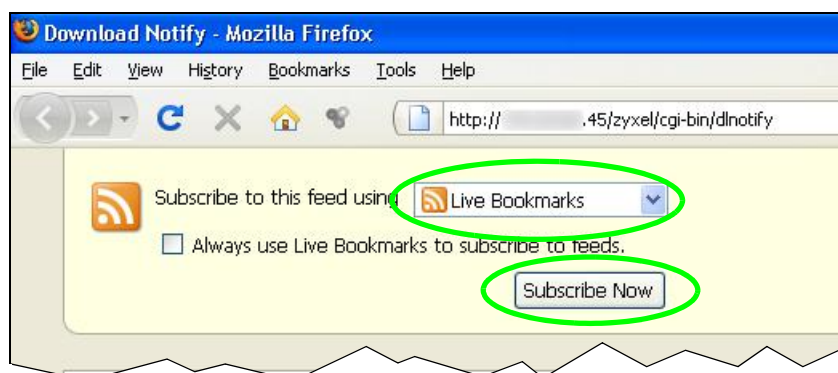 Download Notify - Mozilla Firefox
File Edit View History Bookmarks Tools Help
http:// .45/zyxel/cgi-bin/dlnotify
Subscribe to this feed using Live Bookmarks
Always use Live Bookmarks to subscribe to feeds.
Subscribe Now